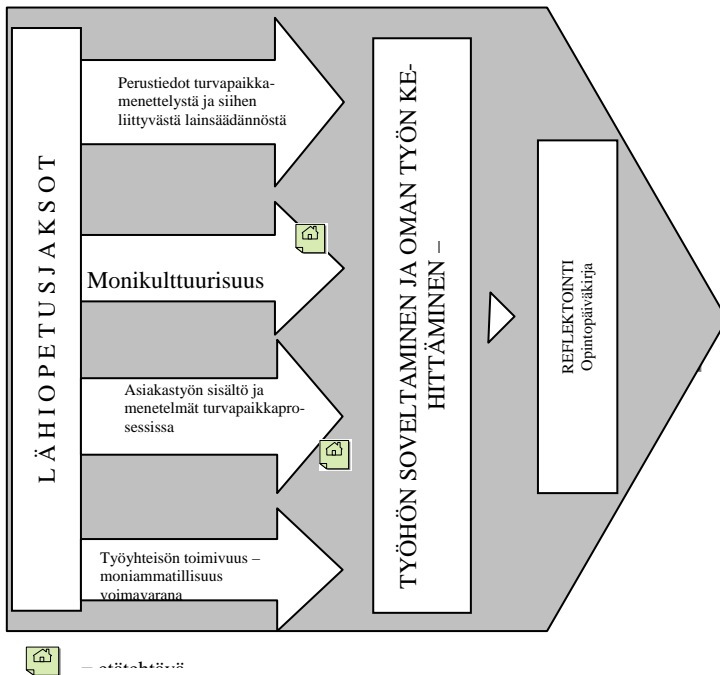 LÄHIOPETUSJAKSOT
Perustiedot turvapaikka-
menettelystä ja siihen
liittyvästä lainsäädännöstä
Monikulttuurisuus
Asiakastyön sisältö ja
menetelmät turvapaikkapro-
sessissa
Työyhteisön toimivuus –
moniammatillisuus
voimavarana
TYÖHÖN SOVELTAMINEN JA OMAN TYÖN KE-
HITTÄMINEN –
REFLEKTOINTI
Opintopäiväkirja
= etätehtävä